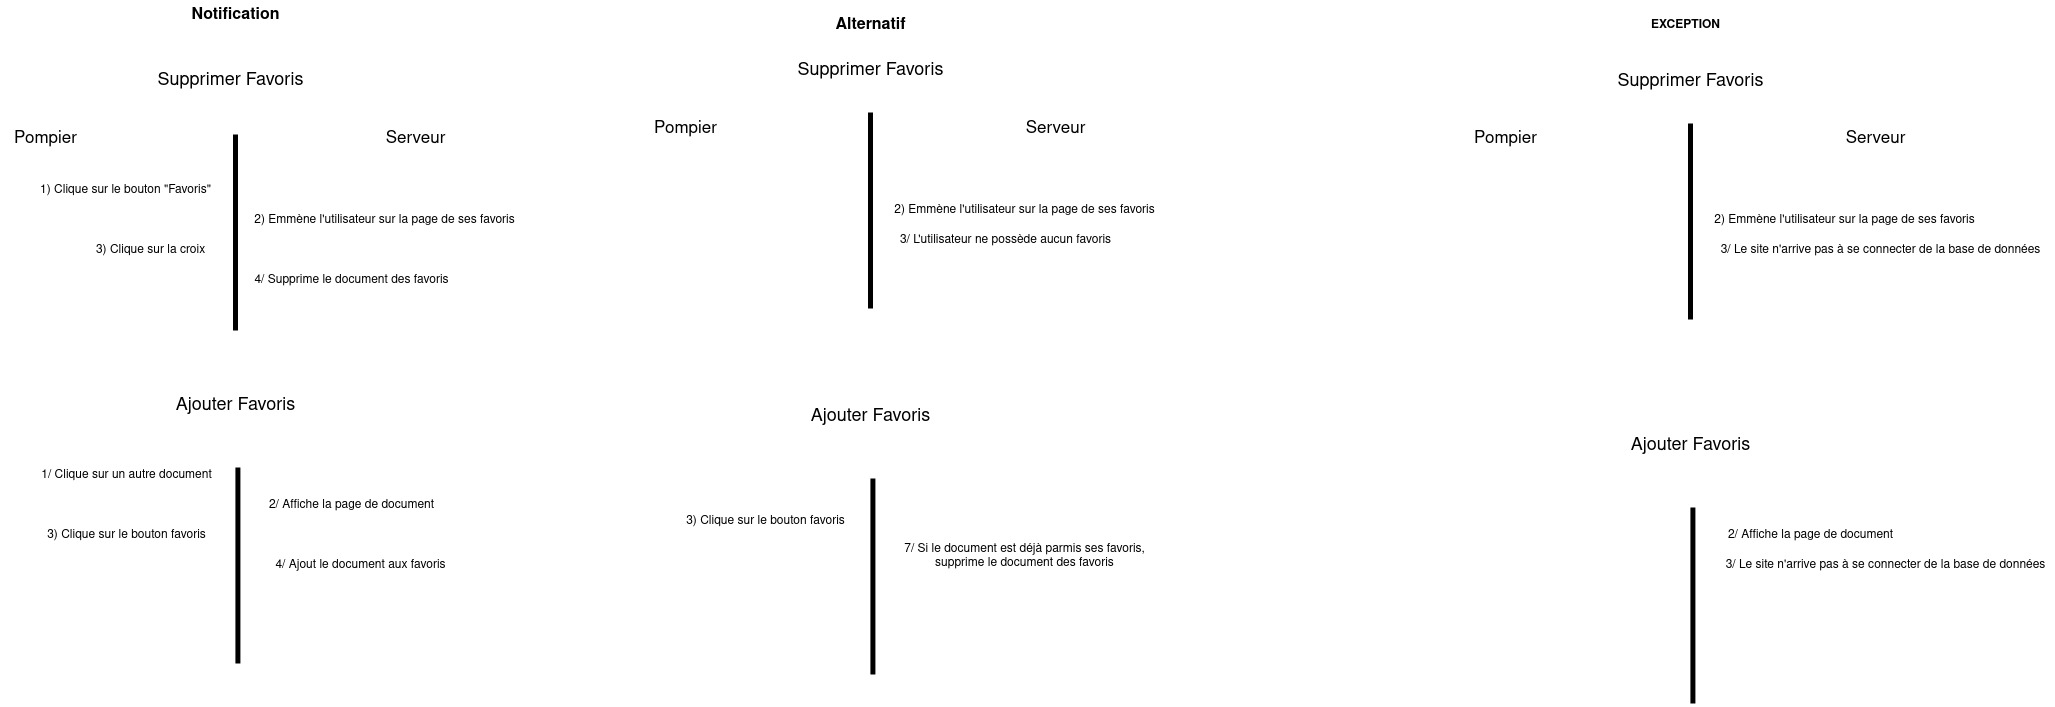 Notification
Supprimer Favoris
Pompier
Serveur
1) Clique sur le bouton "Favoris"
2) Emmène l'utilisateur sur la page de ses favoris
3) Clique sur la croix
4/ Supprime le document des favoris
Ajouter Favoris
1/ Clique sur un autre document
2/ Affiche la page de document
3) Clique sur le bouton favoris
4/ Ajout le document aux favoris
Alternatif
Supprimer Favoris
Pompier
Serveur
2) Emmène l'utilisateur sur la page de ses favoris
3/ L'utilisateur ne possède aucun favoris
Ajouter Favoris
3) Clique sur le bouton favoris
7/ Si le document est déjà parmis ses favoris,
supprime le document des favoris
EXCEPTION
Supprimer Favoris
Pompier
Serveur
2) Emmène l'utilisateur sur la page de ses favoris
3/ Le site n'arrive pas à se connecter de la base de données
Ajouter Favoris
2/ Affiche la page de document
3/ Le site n'arrive pas à se connecter de la base de données